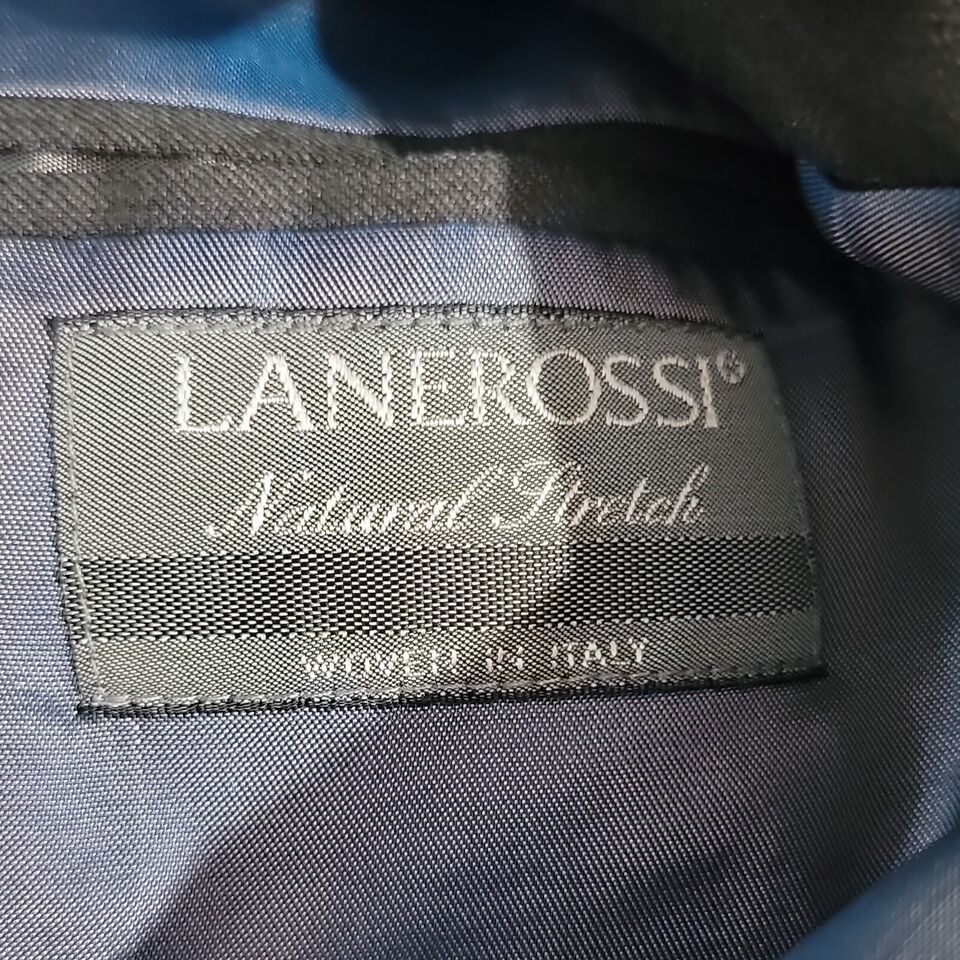 LANEROSSI®
Natural Stretch
WOVEN IN ITALY